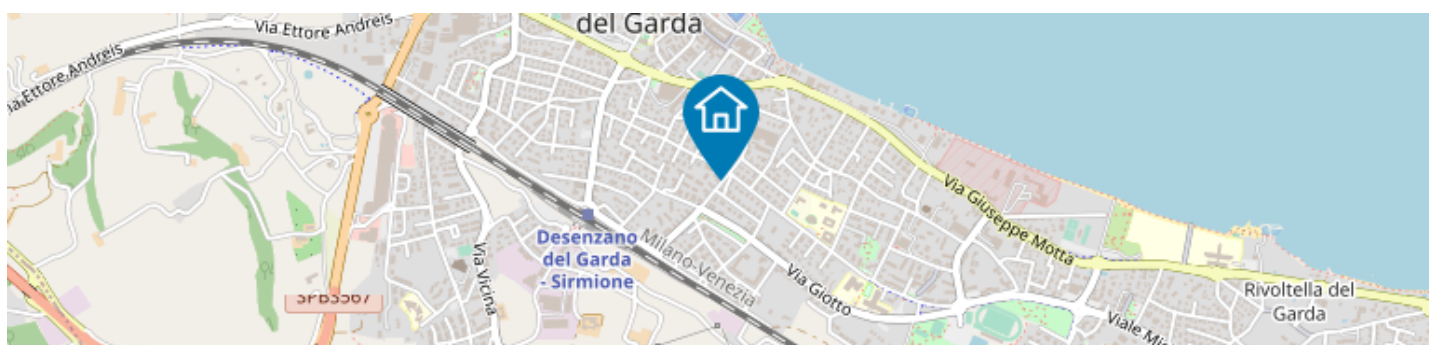 del Garda
Via Ettore Andreis
Via Ettore Andreis
Desenzano
del Garda
- Sirmione
Milano-Venezia
Via Vicina
Via Giuseppe Motta
Via Giotto
SPBS567
Rivoltella del
Garda
Viale